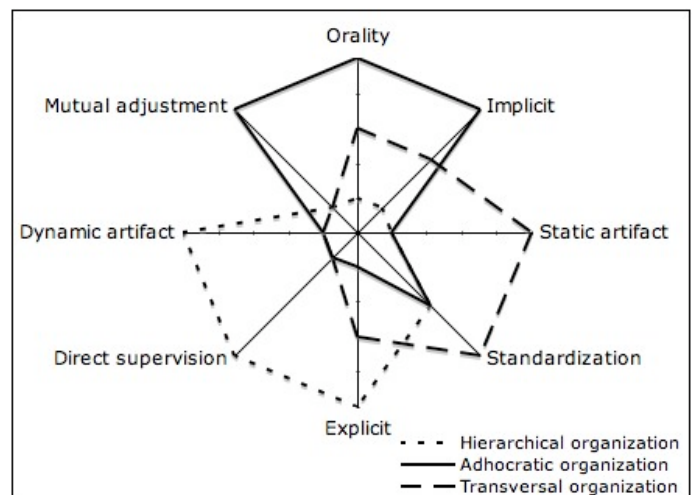 Orality
Mutual adjustment
Implicit
Dynamic artifact
Static artifact
Direct supervision
Standardization
Explicit
Hierarchical organization
Adhocratic organization
Transversal organization